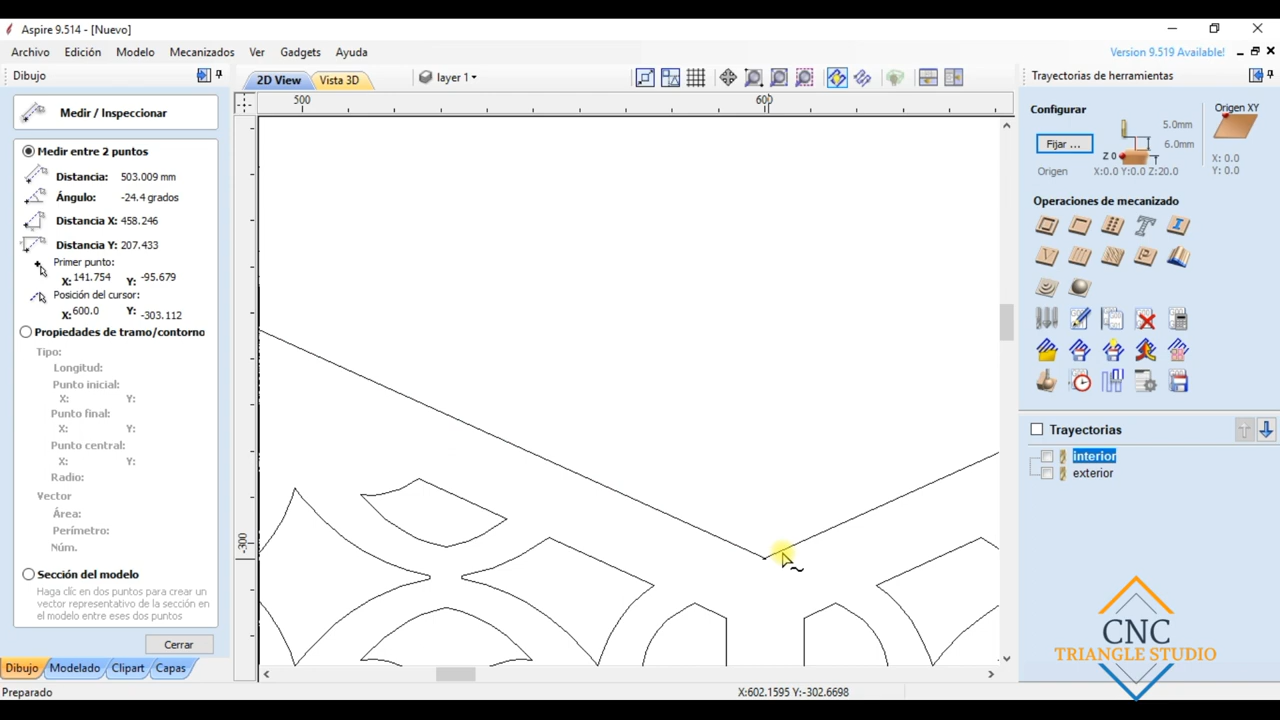 Aspire 9.514 - [Nuevo]
Archivo Edición Modelo Mecanizados Ver Gadgets Ayuda
Version 9.519 Available!
Dibujo
2D View Vista 3D
layer 1
Trayectorias de herramientas
500 600
-300
Medir / Inspeccionar
Medir entre 2 puntos
Distancia: 503.009 mm
Ángulo: -24.4 grados
Distancia X: 458.246
Distancia Y: 207.433
Primer punto:
X: 141.754 Y: -95.679
Posición del cursor:
X: 600.0 Y: -303.112
Propiedades de tramo/contorno
Tipo:
Longitud:
Punto inicial:
X: Y:
Punto final:
X: Y:
Punto central:
X: Y:
Radio:
Vector
Área:
Perímetro:
Núm.
Sección del modelo
Haga clíc en dos puntos para crear un
vector representativo de la sección en
el modelo entre eses dos puntos
Cerrar
Dibujo Modelado Clipart Capas
Preparado
X:602.1595 Y:-302.6698
Configurar
Fijar ...
5.0mm
6.0mm
Z 0
Origen X:0.0 Y:0.0 Z:20.0
Origen XY
X: 0.0
Y: 0.0
Operaciones de mecanizado
Trayectorias
interior
exterior
CNC
TRIANGLE STUDIO